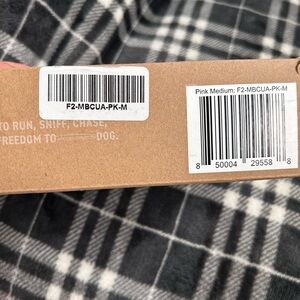 F2-MBCUA-PK-M
Pink Medium: F2-MBCUA-PK-M
TO RUN, SNIFF, CHASE,
FREEDOM TO DOG.
8 50004 29558 8